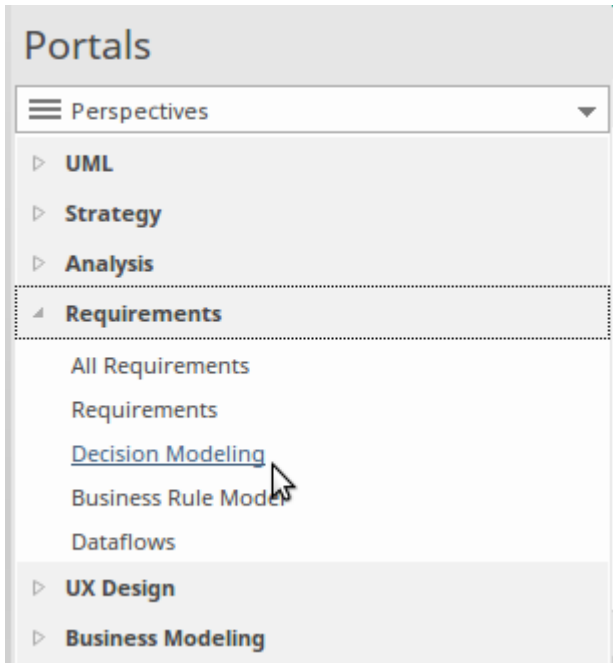 Portals
Perspectives
UML
Strategy
Analysis
Requirements
All Requirements
Requirements
Decision Modeling
Business Rule Model
Dataflows
UX Design
Business Modeling